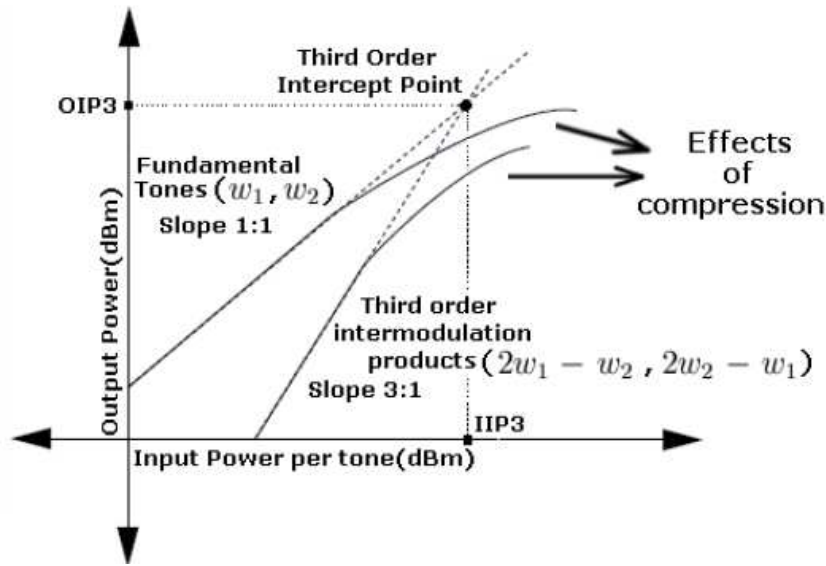 Third Order
Intercept Point
OIP3
Effects
of
compression
Fundamental
Tones (w₁, w₂)
Slope 1:1
Output Power(dBm)
Third order
intermodulation
products (2w₁ − w₂ , 2w₂ − w₁)
Slope 3:1
IIP3
Input Power per tone(dBm)